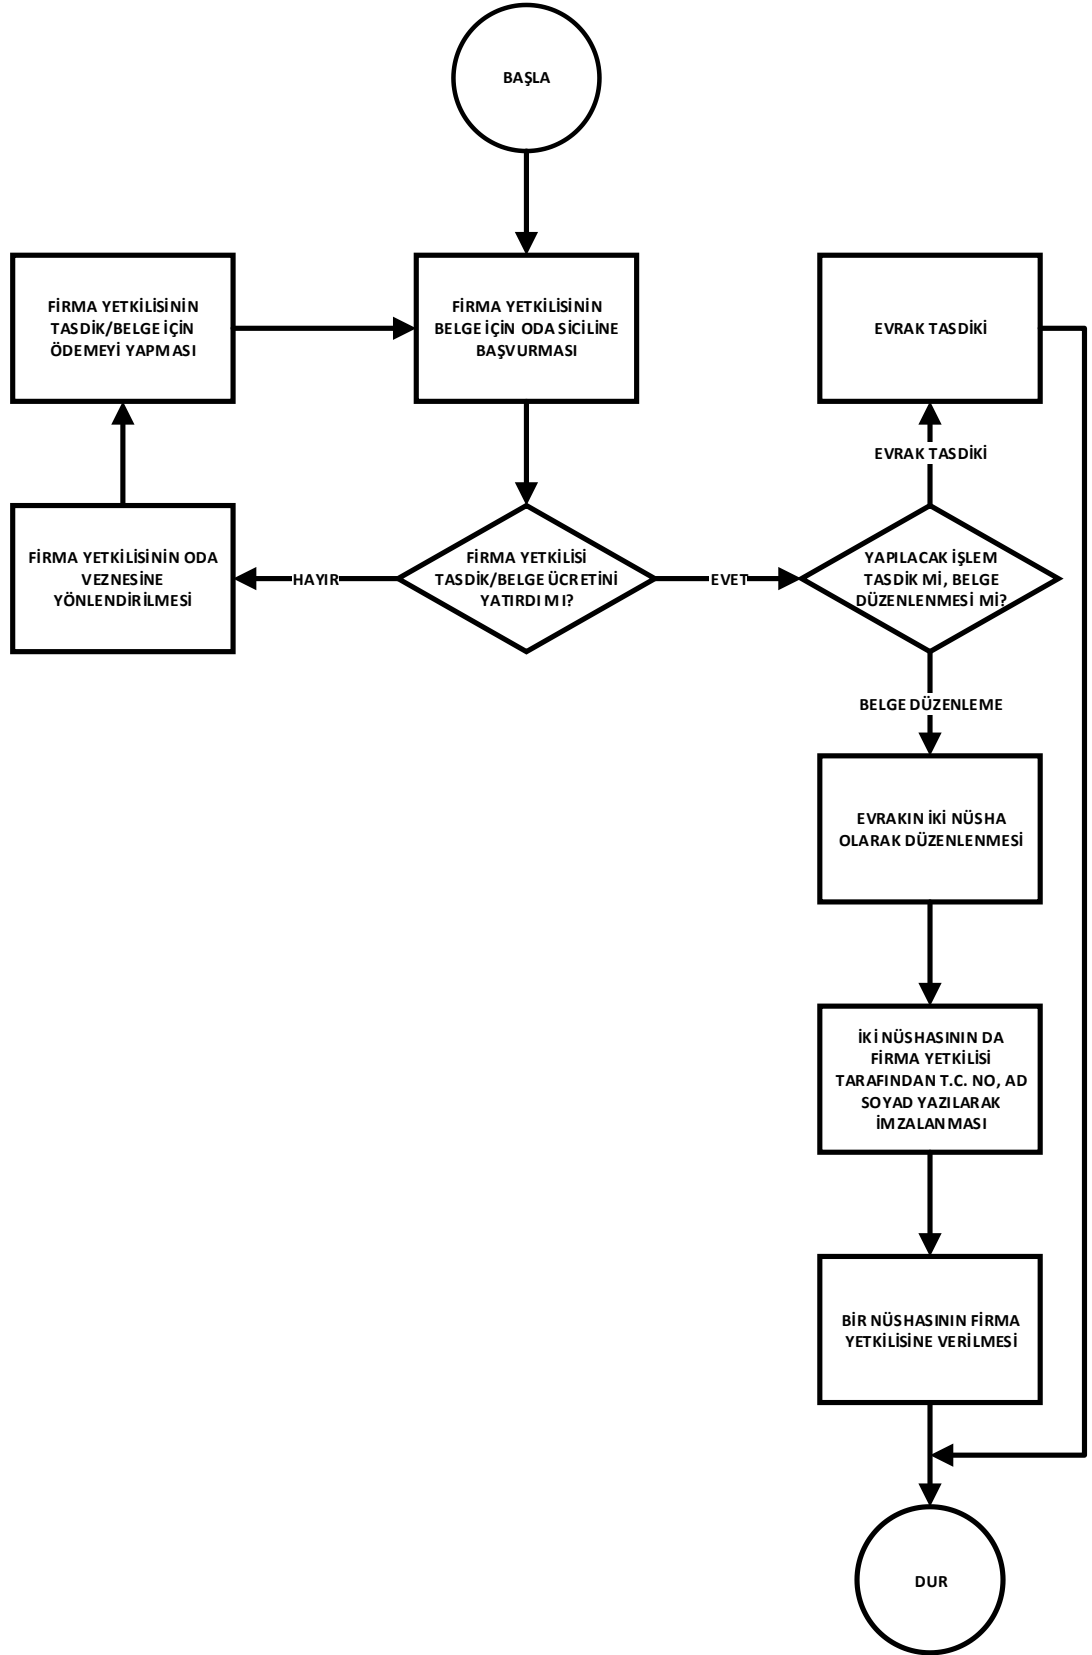 BAŞLA
FİRMA YETKİLİSİNİN
TASDİK/BELGE İÇİN
ÖDEMEYİ YAPMASI
FİRMA YETKİLİSİNİN
BELGE İÇİN ODA SİCİLİNE
BAŞVURMASI
EVRAK TASDİKİ
EVRAK TASDİKİ
FİRMA YETKİLİSİNİN ODA
VEZNESİNE
YÖNLENDİRİLMESİ
HAYIR
FİRMA YETKİLİSİ
TASDİK/BELGE ÜCRETİNİ
YATIRDI MI?
EVET
YAPILACAK İŞLEM
TASDİK Mİ, BELGE
DÜZENLENMESİ Mİ?
BELGE DÜZENLEME
EVRAKIN İKİ NÜSHA
OLARAK DÜZENLENMESİ
İKİ NÜSHASININ DA
FİRMA YETKİLİSİ
TARAFINDAN T.C. NO, AD
SOYAD YAZILARAK
İMZALANMASI
BİR NÜSHASININ FİRMA
YETKİLİSİNE VERİLMESİ
DUR